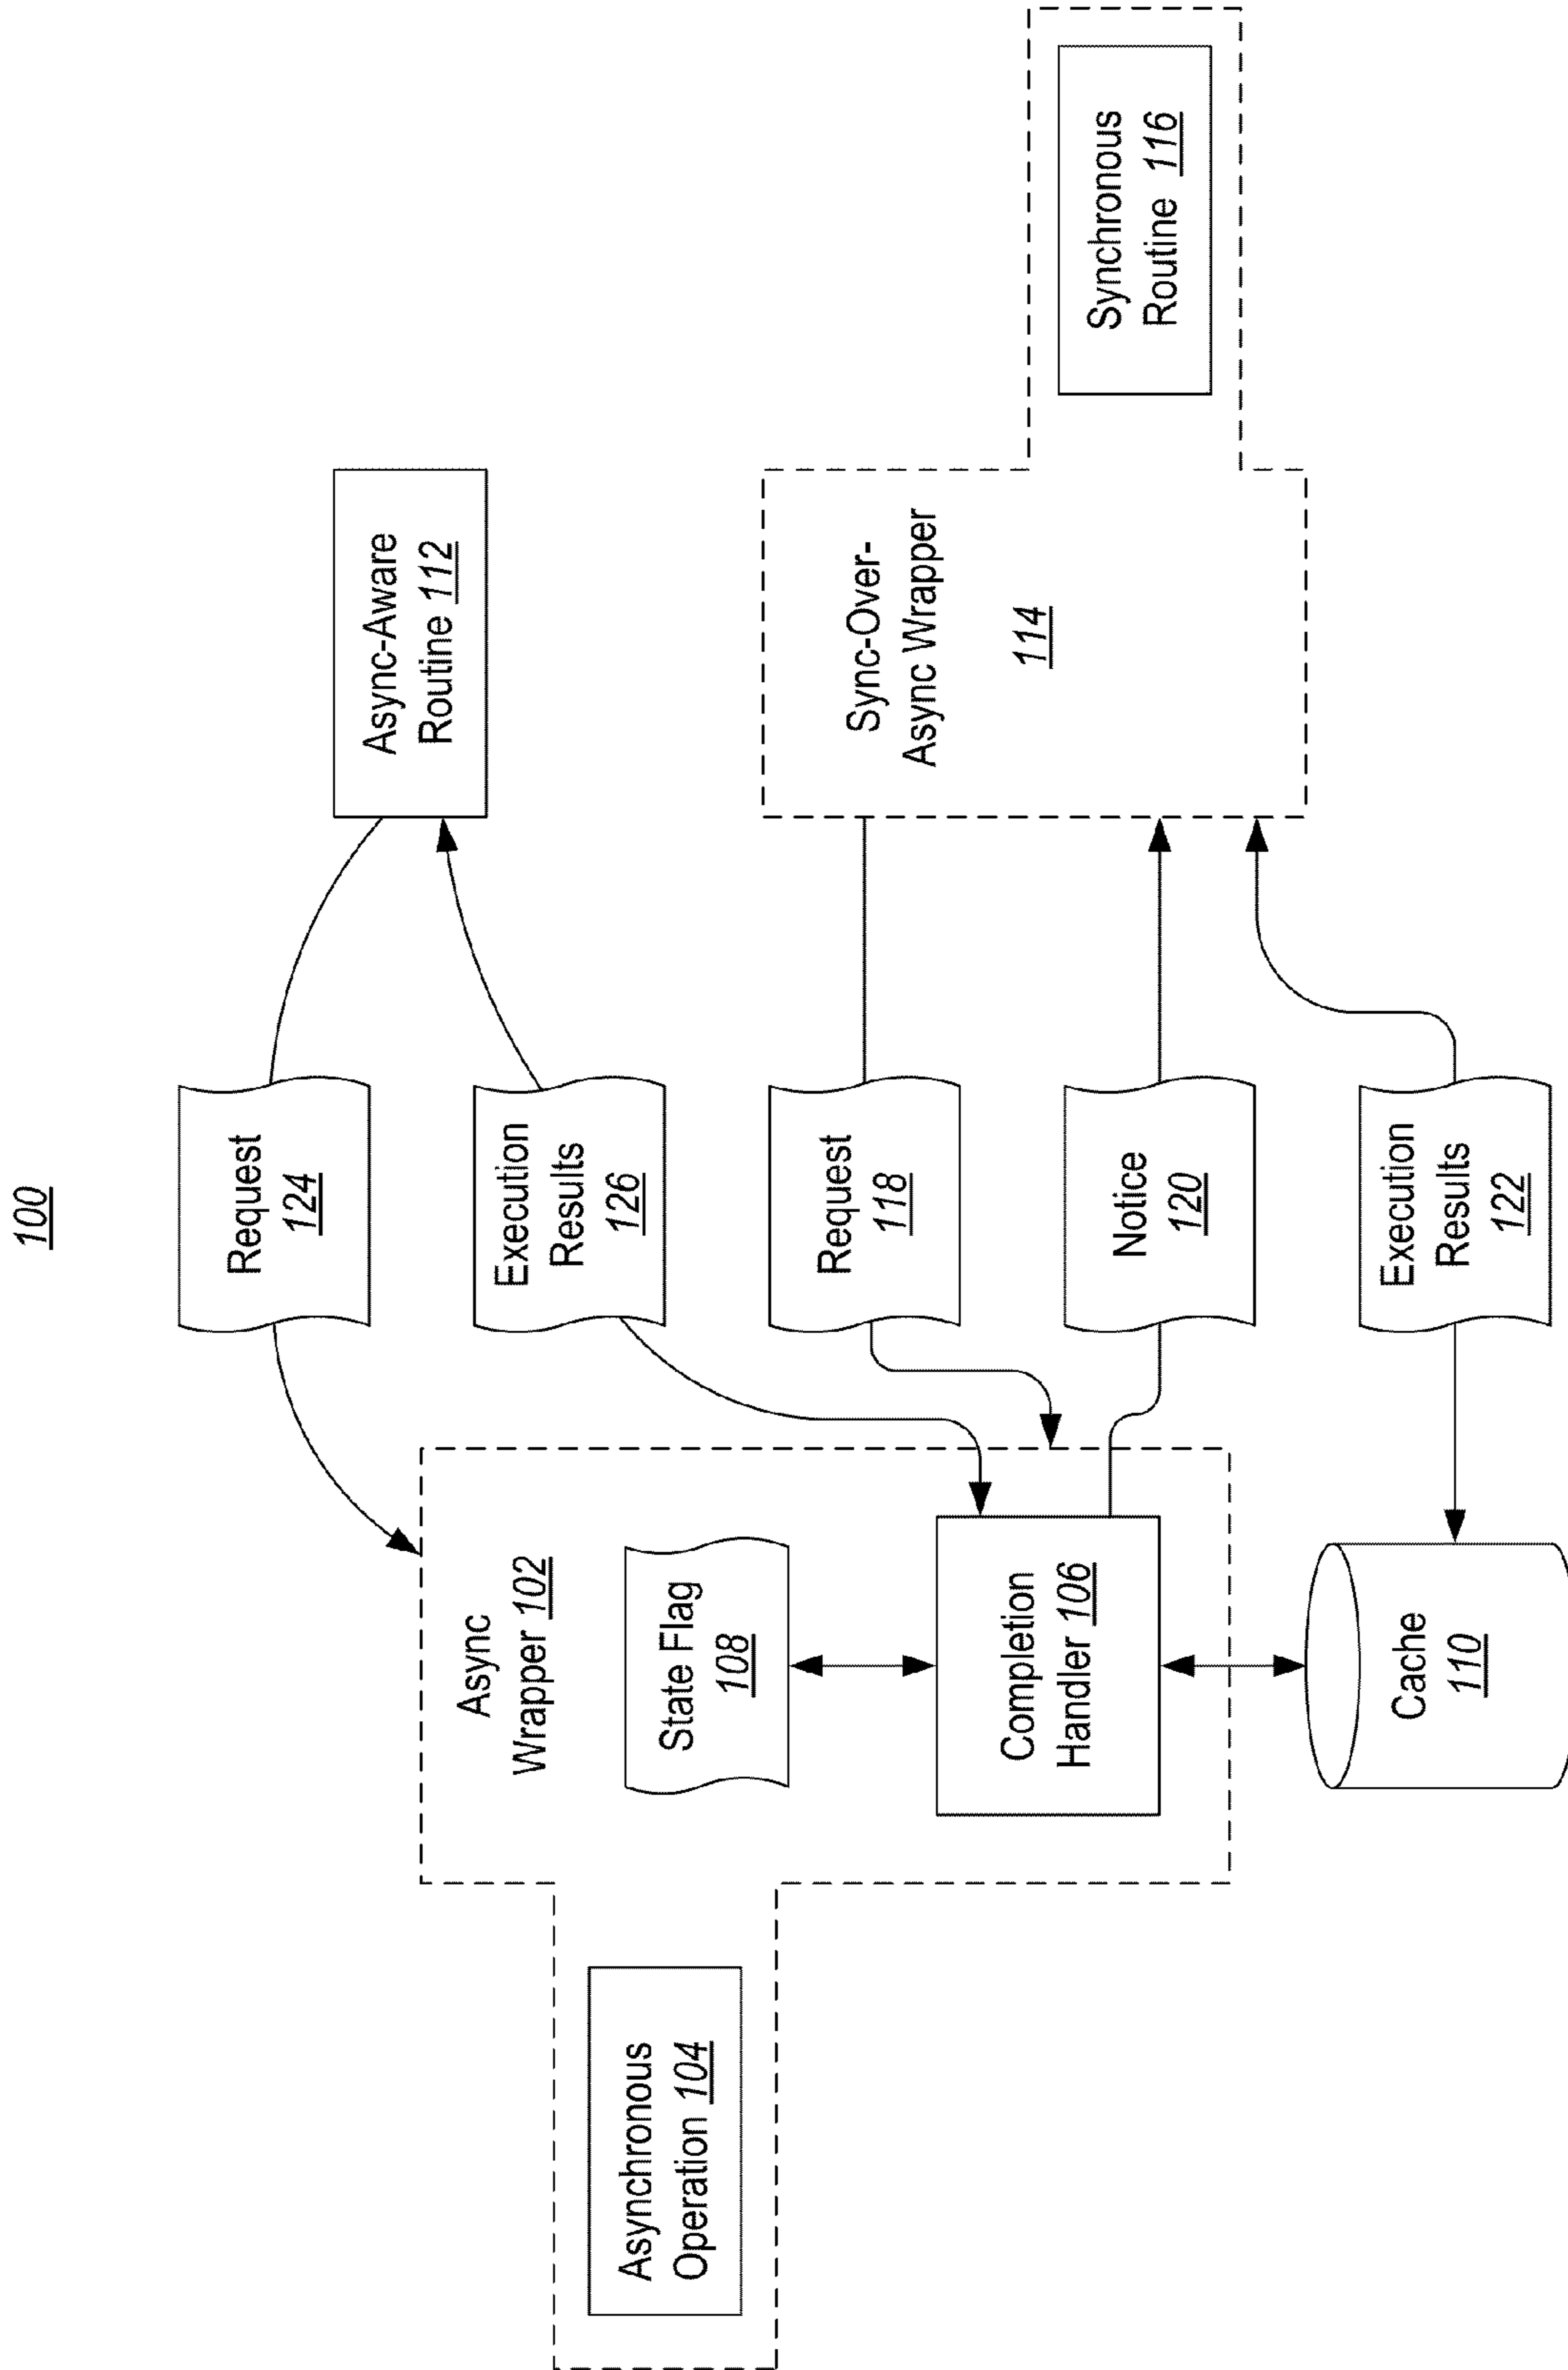 100
Asynchronous
Operation 104
Async
Wrapper 102
State Flag
108
Completion
Handler 106
Cache
110
Request
124
Execution
Results
126
Request
118
Notice
120
Execution
Results
122
Async-Aware
Routine 112
Sync-Over-
Async Wrapper
114
Synchronous
Routine 116